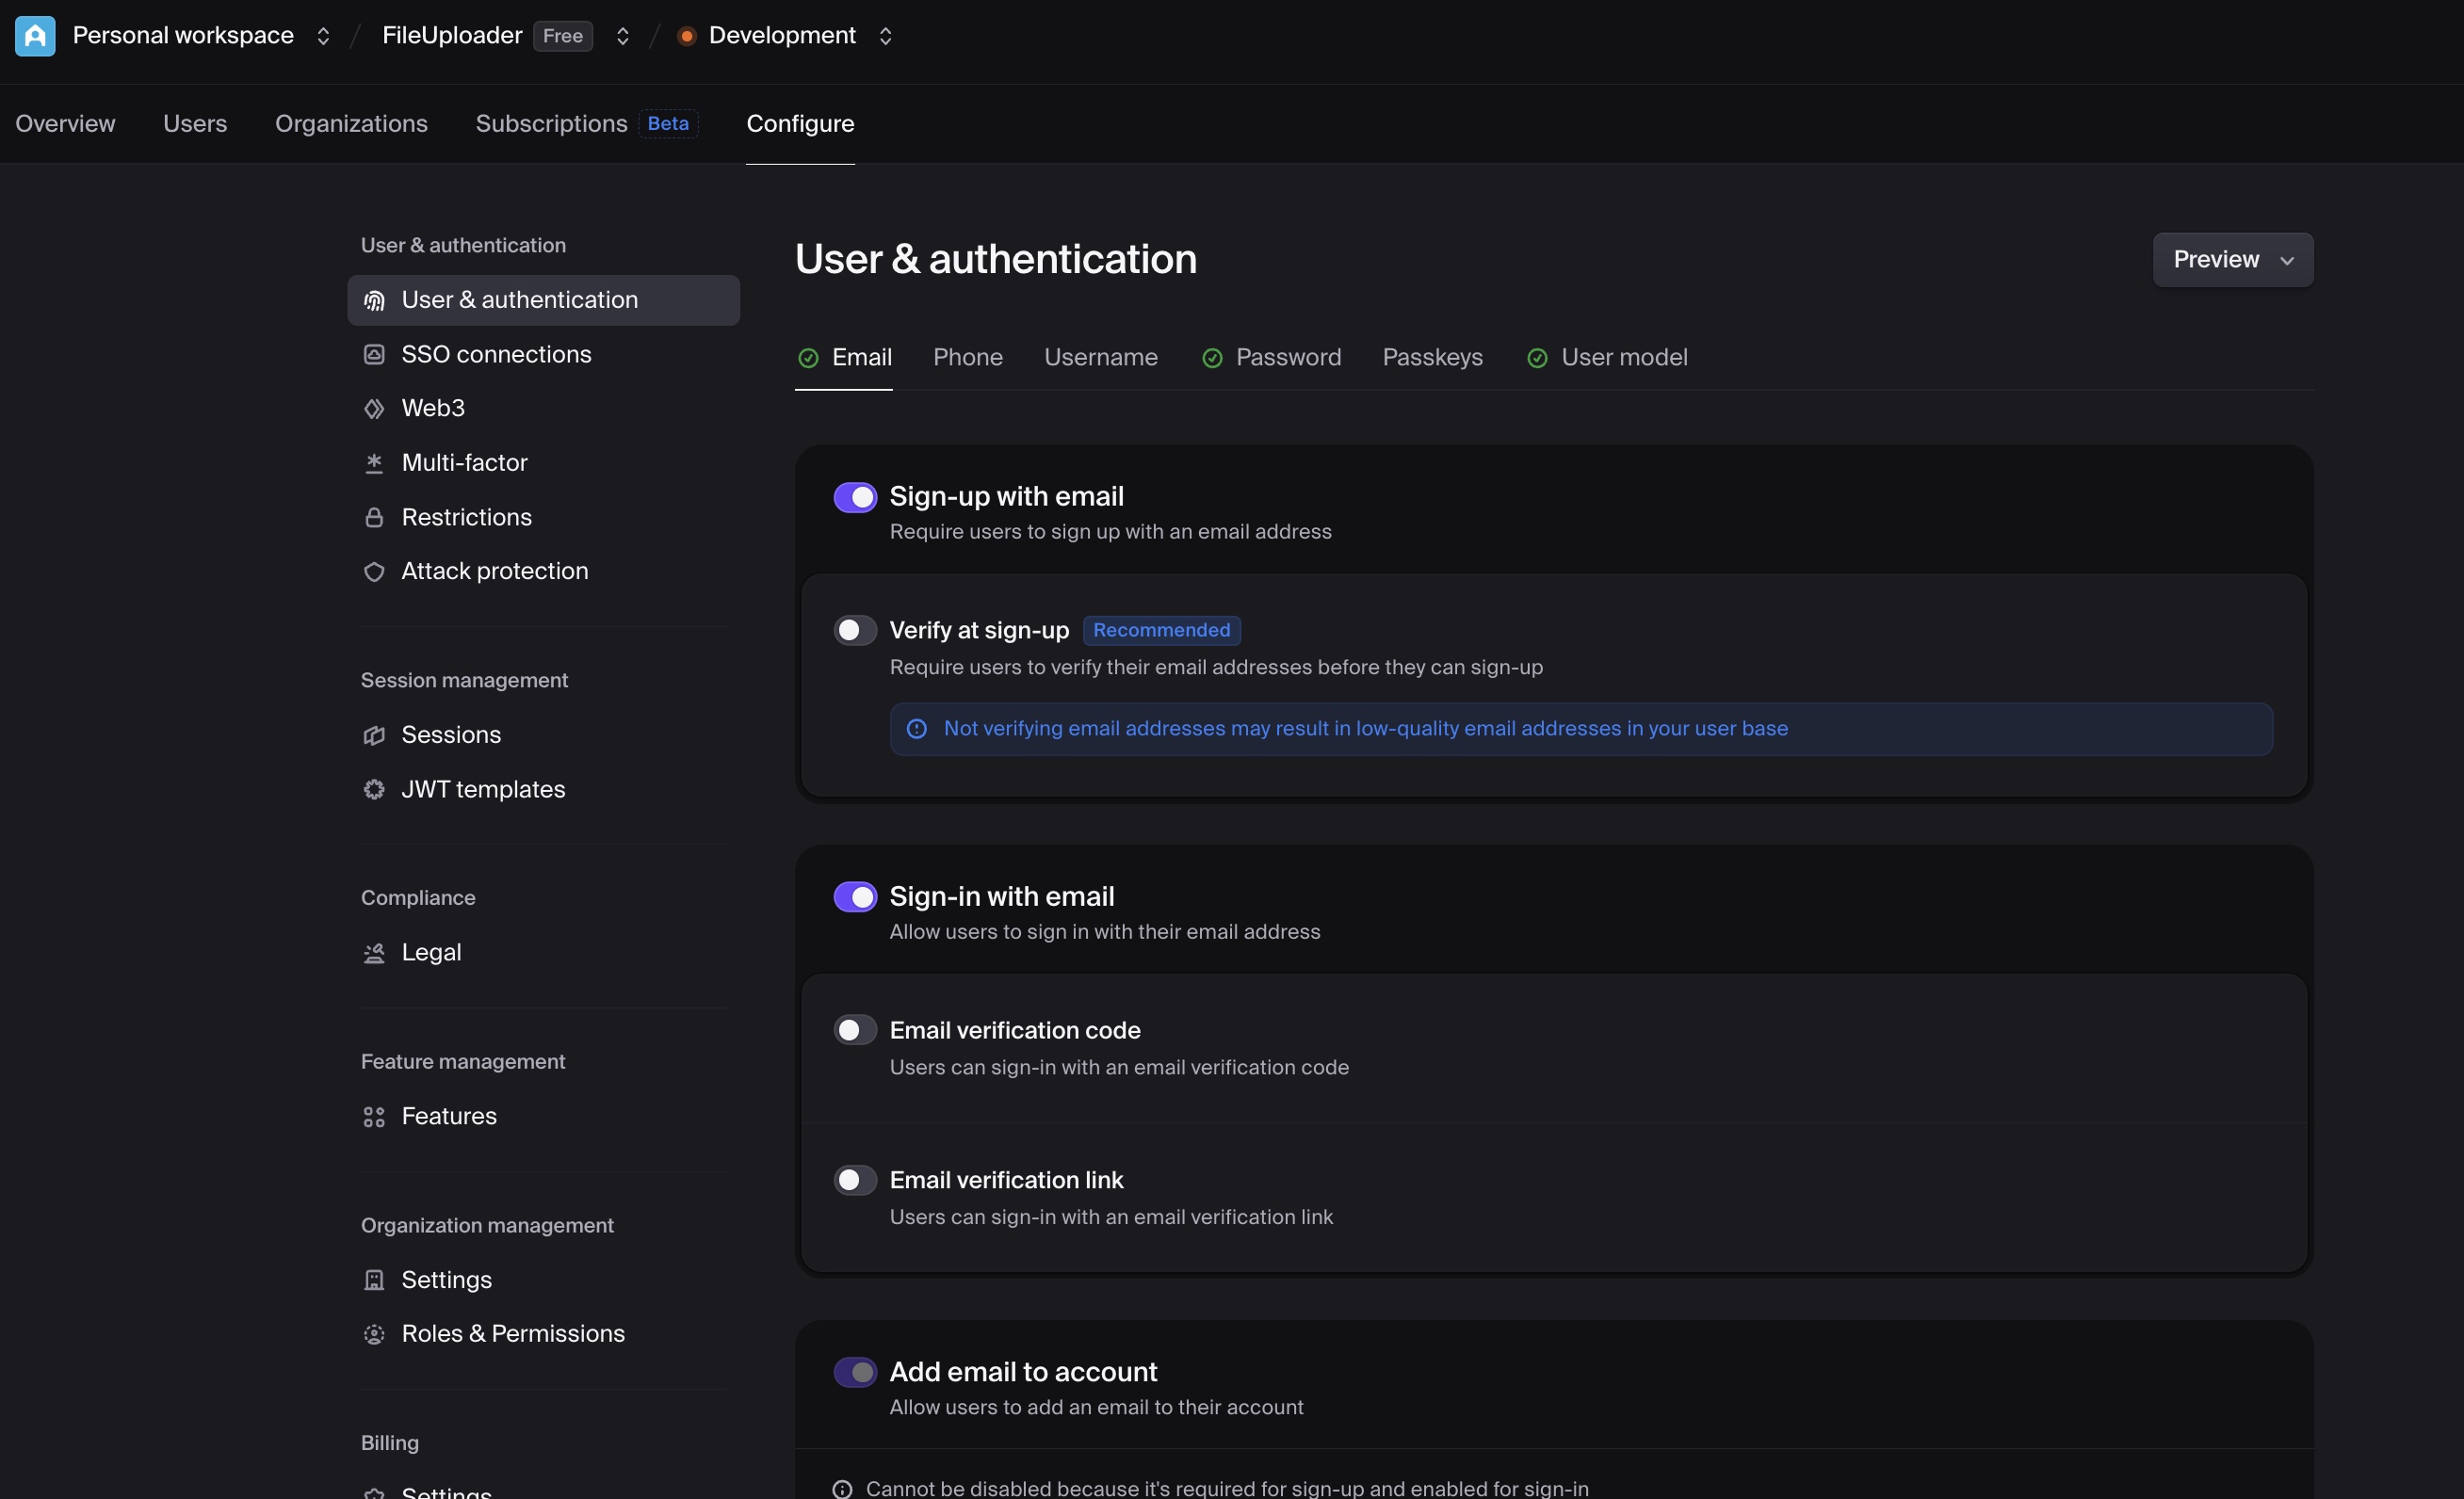 Personal workspace / FileUploader Free / Development
Overview Users Organizations Subscriptions Beta Configure
User & authentication
User & authentication
SSO connections
Web3
Multi-factor
Restrictions
Attack protection
Session management
Sessions
JWT templates
Compliance
Legal
Feature management
Features
Organization management
Settings
Roles & Permissions
Billing
Settings
User & authentication
Preview
Email Phone Username Password Passkeys User model
Sign-up with email
Require users to sign up with an email address
Verify at sign-up Recommended
Require users to verify their email addresses before they can sign-up
Not verifying email addresses may result in low-quality email addresses in your user base
Sign-in with email
Allow users to sign in with their email address
Email verification code
Users can sign-in with an email verification code
Email verification link
Users can sign-in with an email verification link
Add email to account
Allow users to add an email to their account
Cannot be disabled because it's required for sign-up and enabled for sign-in